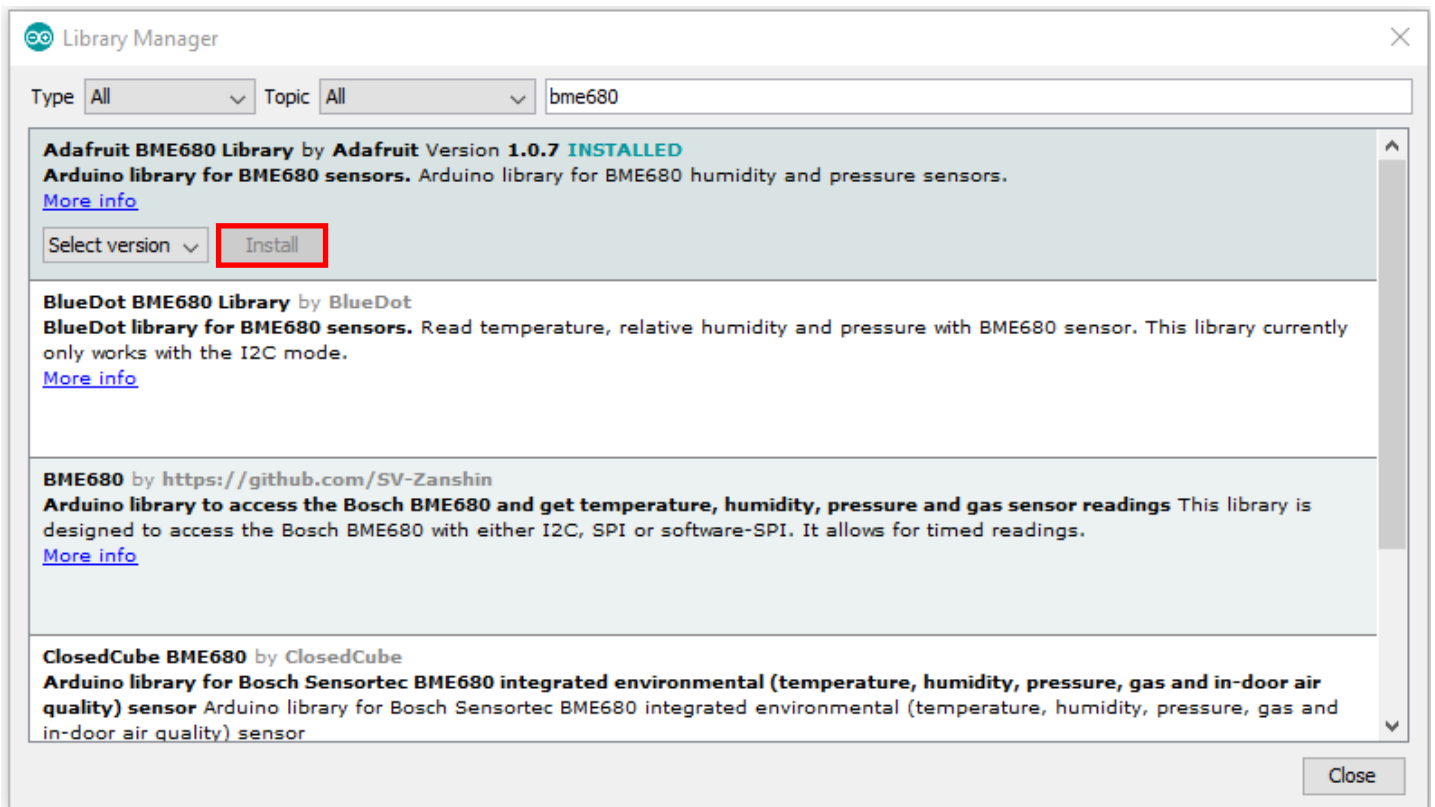 Library Manager
Type All Topic All bme680
Adafruit BME680 Library by Adafruit Version 1.0.7 INSTALLED
Arduino library for BME680 sensors. Arduino library for BME680 humidity and pressure sensors.
More info
Select version Install
BlueDot BME680 Library by BlueDot
BlueDot library for BME680 sensors. Read temperature, relative humidity and pressure with BME680 sensor. This library currently
only works with the I2C mode.
More info
BME680 by https://github.com/SV-Zanshin
Arduino library to access the Bosch BME680 and get temperature, humidity, pressure and gas sensor readings This library is
designed to access the Bosch BME680 with either I2C, SPI or software-SPI. It allows for timed readings.
More info
ClosedCube BME680 by ClosedCube
Arduino library for Bosch Sensortec BME680 integrated environmental (temperature, humidity, pressure, gas and in-door air
quality) sensor Arduino library for Bosch Sensortec BME680 integrated environmental (temperature, humidity, pressure, gas and
in-door air quality) sensor
Close